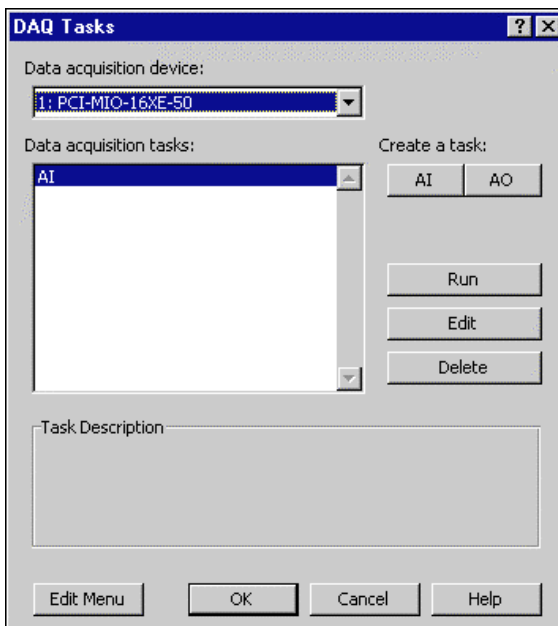 DAQ Tasks
Data acquisition device:
1: PCI-MIO-16XE-50
Data acquisition tasks:
Create a task:
AI
AI
AO
Run
Edit
Delete
Task Description
Edit Menu
OK
Cancel
Help